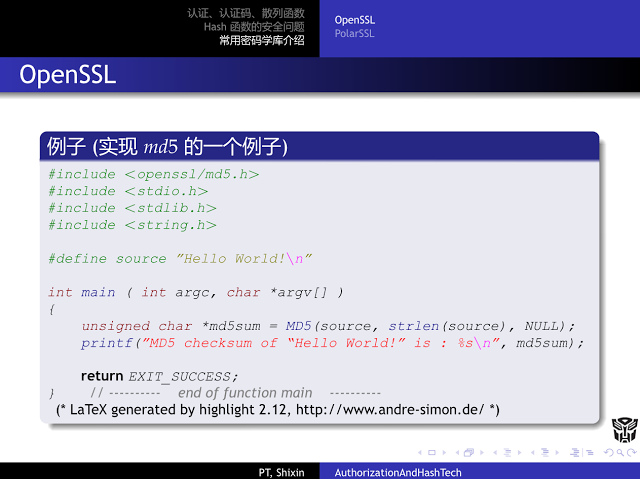 认证、认证码、散列函数
Hash 函数的安全问题
常用密码学库介绍
OpenSSL
PolarSSL
OpenSSL
例子 (实现 md5 的一个例子)
#include <openssl/md5.h>
#include <stdio.h>
#include <stdlib.h>
#include <string.h>
#define source ”Hello World!\n”
int main ( int argc, char *argv[] )
{
unsigned char *md5sum = MD5(source, strlen(source), NULL);
printf(”MD5 checksum of “Hello World!” is : %s\n”, md5sum);
return EXIT_SUCCESS;
} // ---------- end of function main ----------
(* LaTeX generated by highlight 2.12, http://www.andre-simon.de/ *)
PT, Shixin
AuthorizationAndHashTech